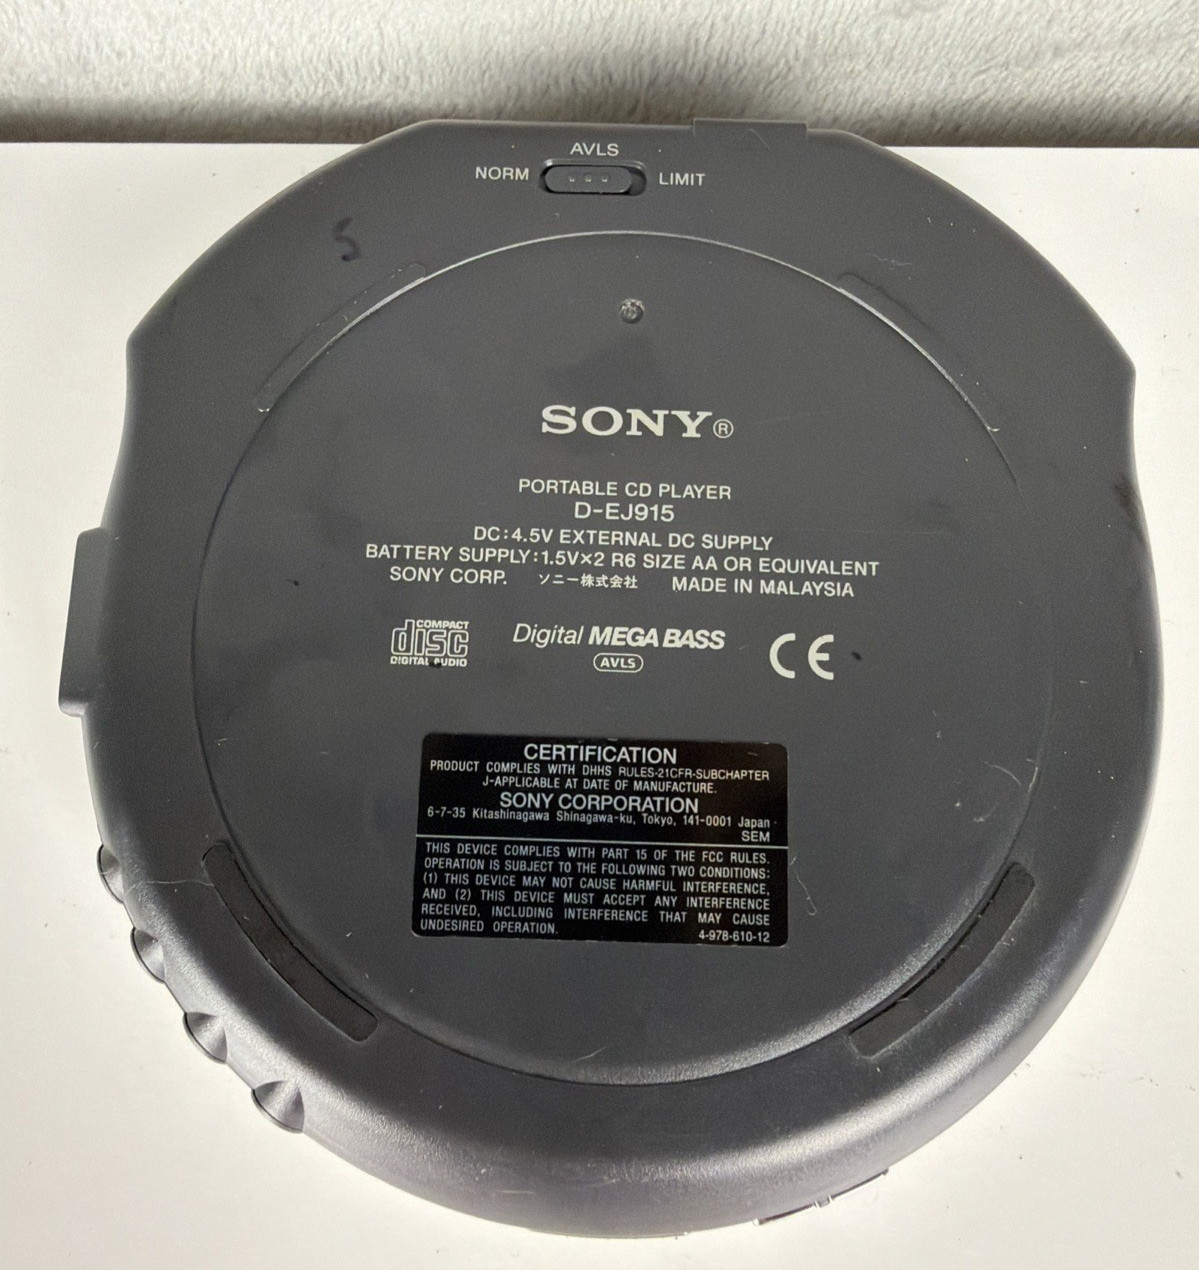 AVLS
NORM LIMIT
S
SONY®
PORTABLE CD PLAYER
D-EJ915
DC:4.5V EXTERNAL DC SUPPLY
BATTERY SUPPLY:1.5V×2 R6 SIZE AA OR EQUIVALENT
SONY CORP. ソニー株式会社 MADE IN MALAYSIA
COMPACT
disc
DIGITAL AUDIO
Digital MEGA BASS
AVLS
CE
CERTIFICATION
PRODUCT COMPLIES WITH DHHS RULES-21CFR-SUBCHAPTER
J-APPLICABLE AT DATE OF MANUFACTURE.
SONY CORPORATION
6-7-35 Kitashinagawa Shinagawa-ku, Tokyo, 141-0001 Japan
SEM
THIS DEVICE COMPLIES WITH PART 15 OF THE FCC RULES.
OPERATION IS SUBJECT TO THE FOLLOWING TWO CONDITIONS:
(1) THIS DEVICE MAY NOT CAUSE HARMFUL INTERFERENCE,
AND (2) THIS DEVICE MUST ACCEPT ANY INTERFERENCE
RECEIVED, INCLUDING INTERFERENCE THAT MAY CAUSE
UNDESIRED OPERATION.
4-978-610-12